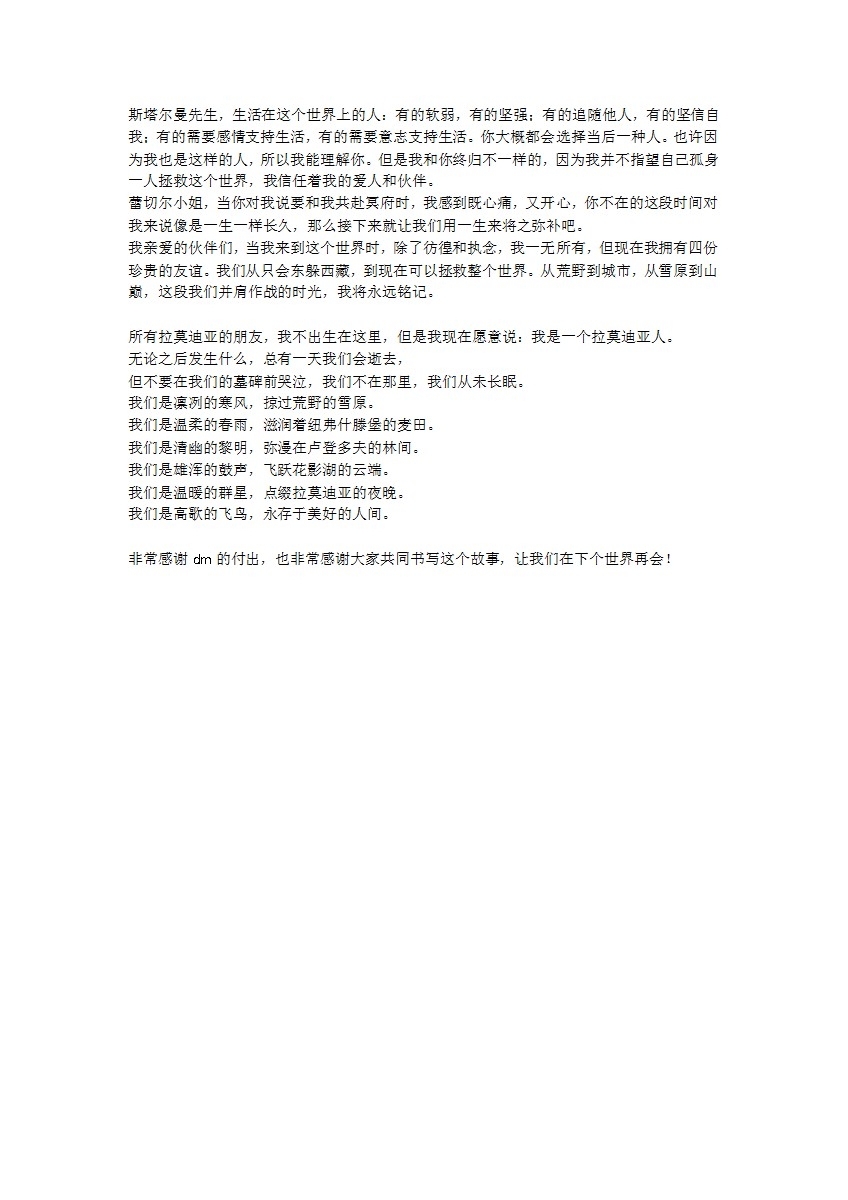 斯塔尔曼先生，生活在这个世界上的人：有的软弱，有的坚强；有的追随他人，有的坚信自
我；有的需要感情支持生活，有的需要意志支持生活。你大概都会选择当后一种人。也许因
为我也是这样的人，所以我能理解你。但是我和你终归不一样的，因为我并不指望自己孤身
一人拯救这个世界，我信任着我的爱人和伙伴。
蕾切尔小姐，当你对我说要和我共赴冥府时，我感到既心痛，又开心，你不在的这段时间对
我来说像是一生一样长久，那么接下来就让我们用一生来将之弥补吧。
我亲爱的伙伴们，当我来到这个世界时，除了彷徨和执念，我一无所有，但现在我拥有四份
珍贵的友谊。我们从只会东躲西藏，到现在可以拯救整个世界。从荒野到城市，从雪原到山
巅，这段我们并肩作战的时光，我将永远铭记。
所有拉莫迪亚的朋友，我不出生在这里，但是我现在愿意说：我是一个拉莫迪亚人。
无论之后发生什么，总有一天我们会逝去，
但不要在我们的墓碑前哭泣，我们不在那里，我们从未长眠。
我们是凛冽的寒风，掠过荒野的雪原。
我们是温柔的春雨，滋润着纽弗什滕堡的麦田。
我们是清幽的黎明，弥漫在卢登多夫的林间。
我们是雄浑的鼓声，飞跃花影湖的云端。
我们是温暖的群星，点缀拉莫迪亚的夜晚。
我们是高歌的飞鸟，永存于美好的人间。
非常感谢 dm 的付出，也非常感谢大家共同书写这个故事，让我们在下个世界再会！